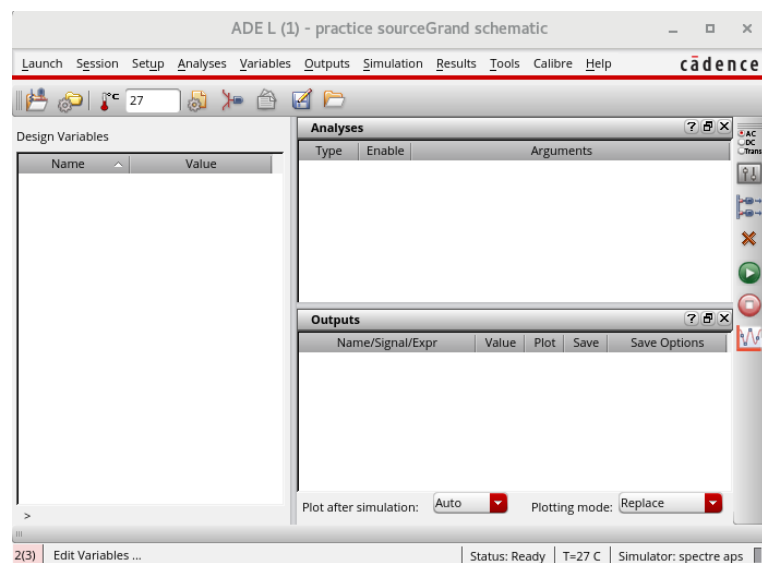 ADE L (1) - practice sourceGrand schematic
Launch Session Setup Analyses Variables Outputs Simulation Results Tools Calibre Help cādence
°C 27
Design Variables
Name Value
Analyses
Type Enable Arguments
AC
DC
Trans
Outputs
Name/Signal/Expr Value Plot Save Save Options
Plot after simulation: Auto Plotting mode: Replace
>
2(3) Edit Variables ... Status: Ready T=27 C Simulator: spectre aps